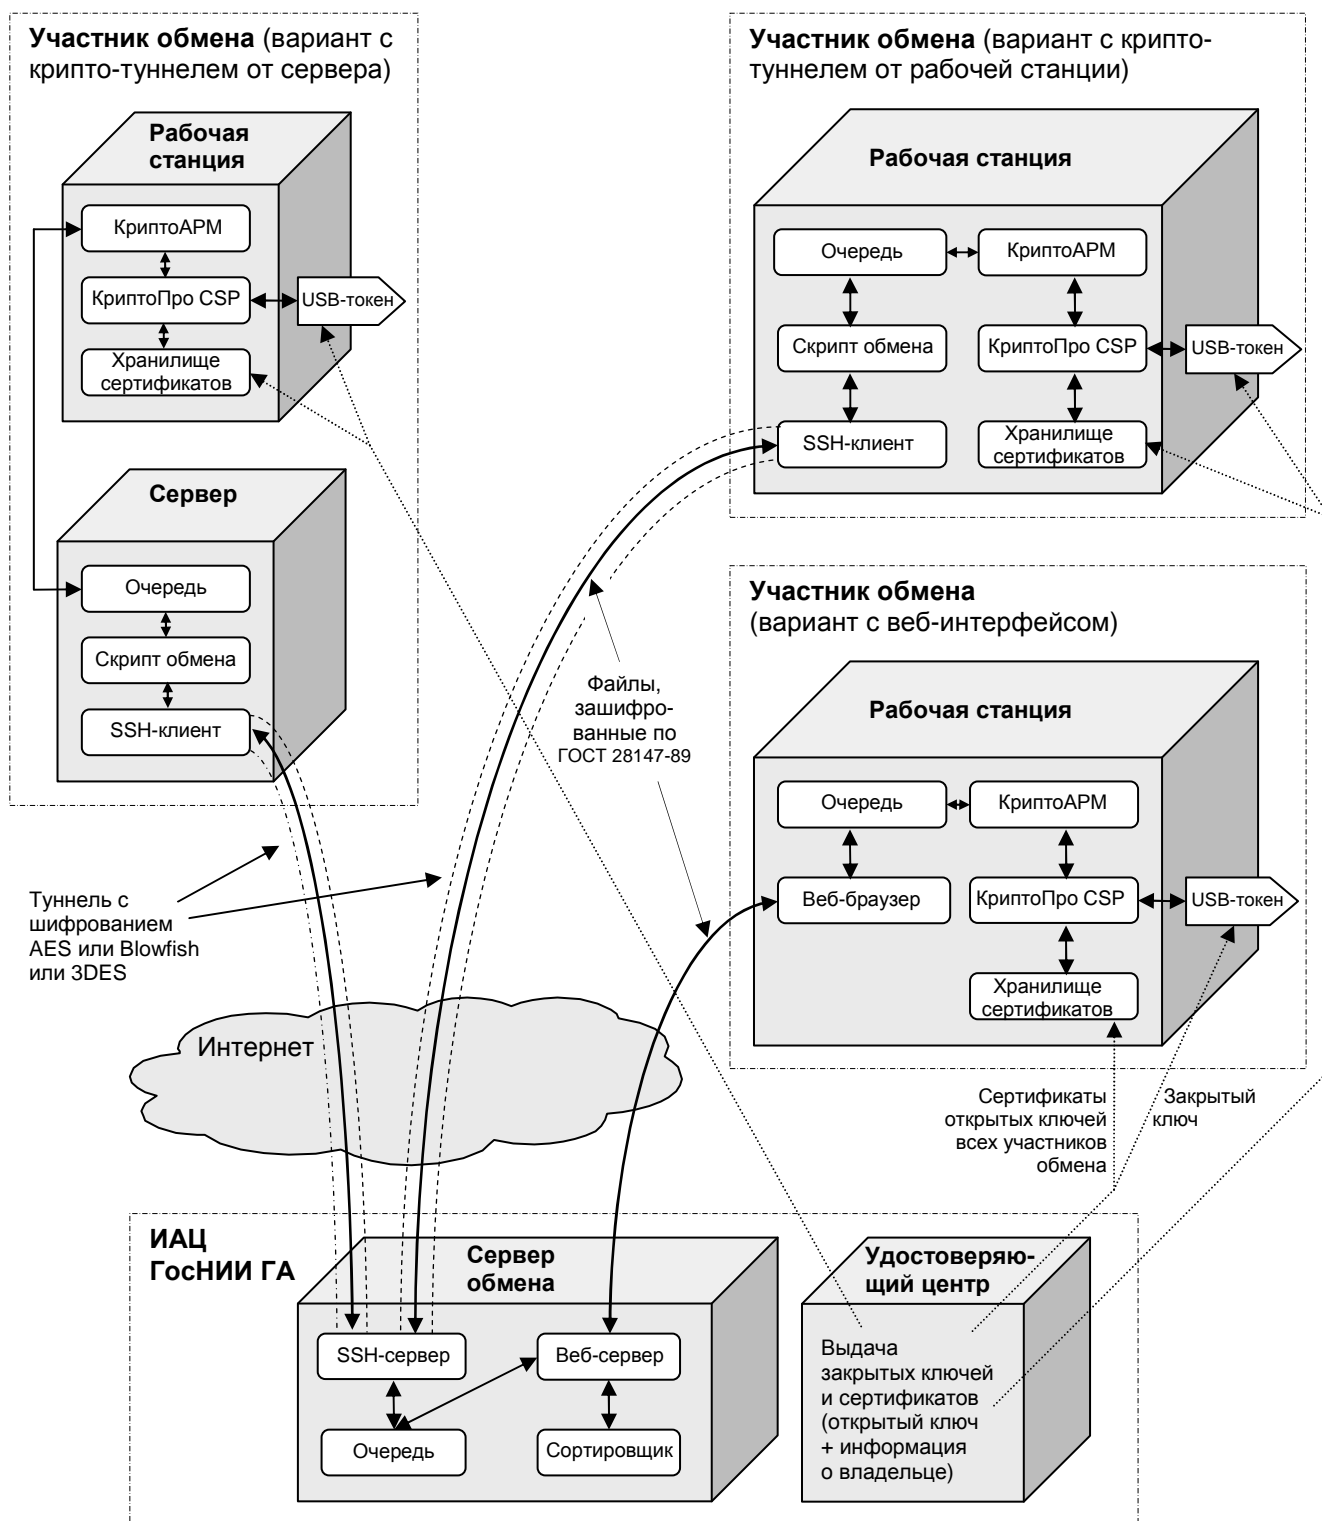 Участник обмена (вариант с
крипто-туннелем от сервера)
Рабочая
станция
КриптоАРМ
КриптоПро CSP
USB-токен
Хранилище
сертификатов
Сервер
Очередь
Скрипт обмена
SSH-клиент
Участник обмена (вариант с крипто-
туннелем от рабочей станции)
Рабочая станция
Очередь
КриптоАРМ
Скрипт обмена
КриптоПро CSP
USB-токен
SSH-клиент
Хранилище
сертификатов
Файлы,
зашифро-
ванные по
ГОСТ 28147-89
Участник обмена
(вариант с веб-интерфейсом)
Рабочая станция
Очередь
КриптоАРМ
Веб-браузер
КриптоПро CSP
USB-токен
Хранилище
сертификатов
Туннель с
шифрованием
AES или Blowfish
или 3DES
Интернет
Сертификаты
открытых ключей
всех участников
обмена
Закрытый
ключ
ИАЦ
ГосНИИ ГА
Сервер
обмена
SSH-сервер
Веб-сервер
Очередь
Сортировщик
Удостоверяю-
щий центр
Выдача
закрытых ключей
и сертификатов
(открытый ключ
+ информация
о владельце)